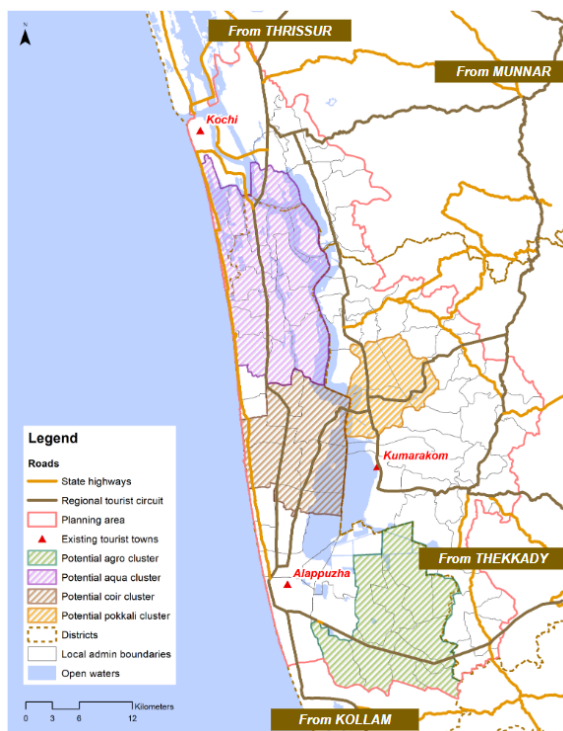 N
From THRISSUR
From MUNNAR
Kochi
Kumarakom
From THEKKADY
Alappuzha
From KOLLAM
Legend
Roads
State highways
Regional tourist circuit
Planning area
Existing tourist towns
Potential agro cluster
Potential aqua cluster
Potential coir cluster
Potential pokkali cluster
Districts
Local admin boundaries
Open waters
Kilometers
0 3 6 12